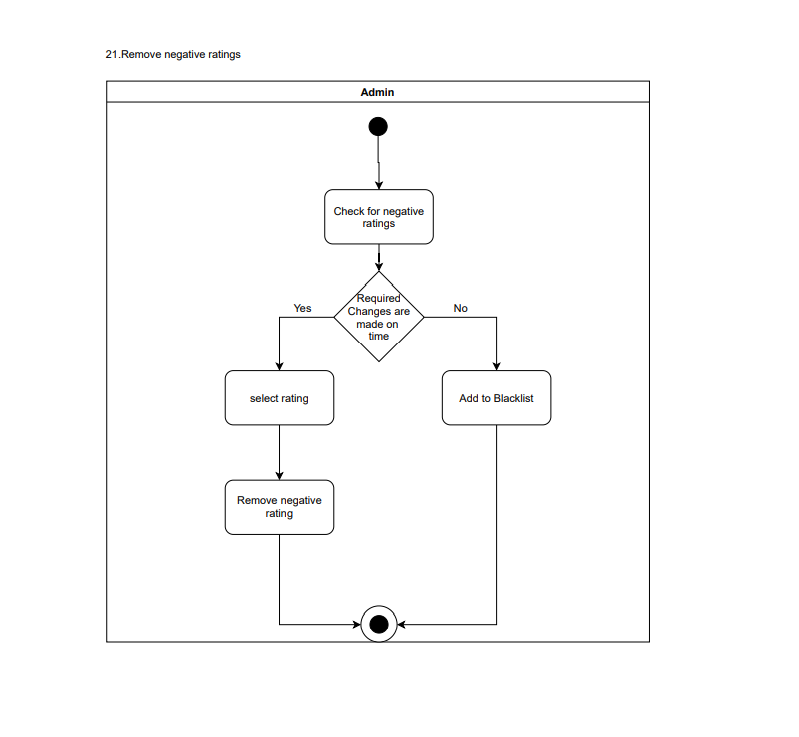 21.Remove negative ratings
Admin
Check for negative
ratings
Required
Changes are
made on
time
Yes
No
select rating
Add to Blacklist
Remove negative
rating